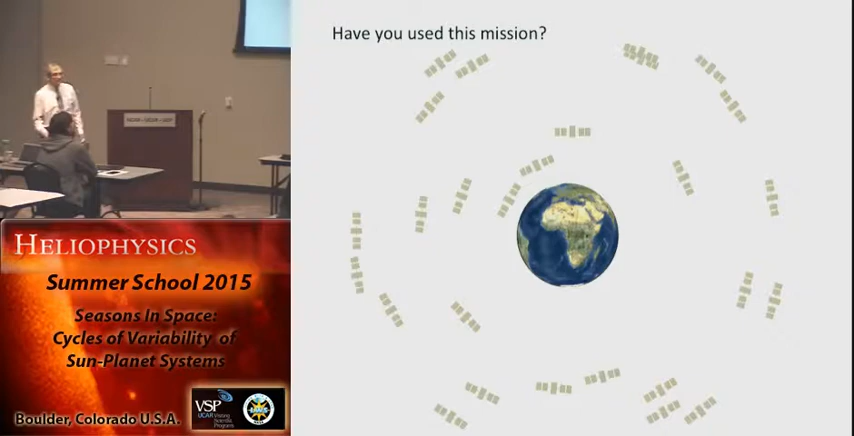 Have you used this mission?
HELIOPHYSICS
Summer School 2015
Seasons In Space:
Cycles of Variability of
Sun-Planet Systems
Boulder, Colorado U.S.A.
VSP
UCAR Visiting
Scientist
Programs